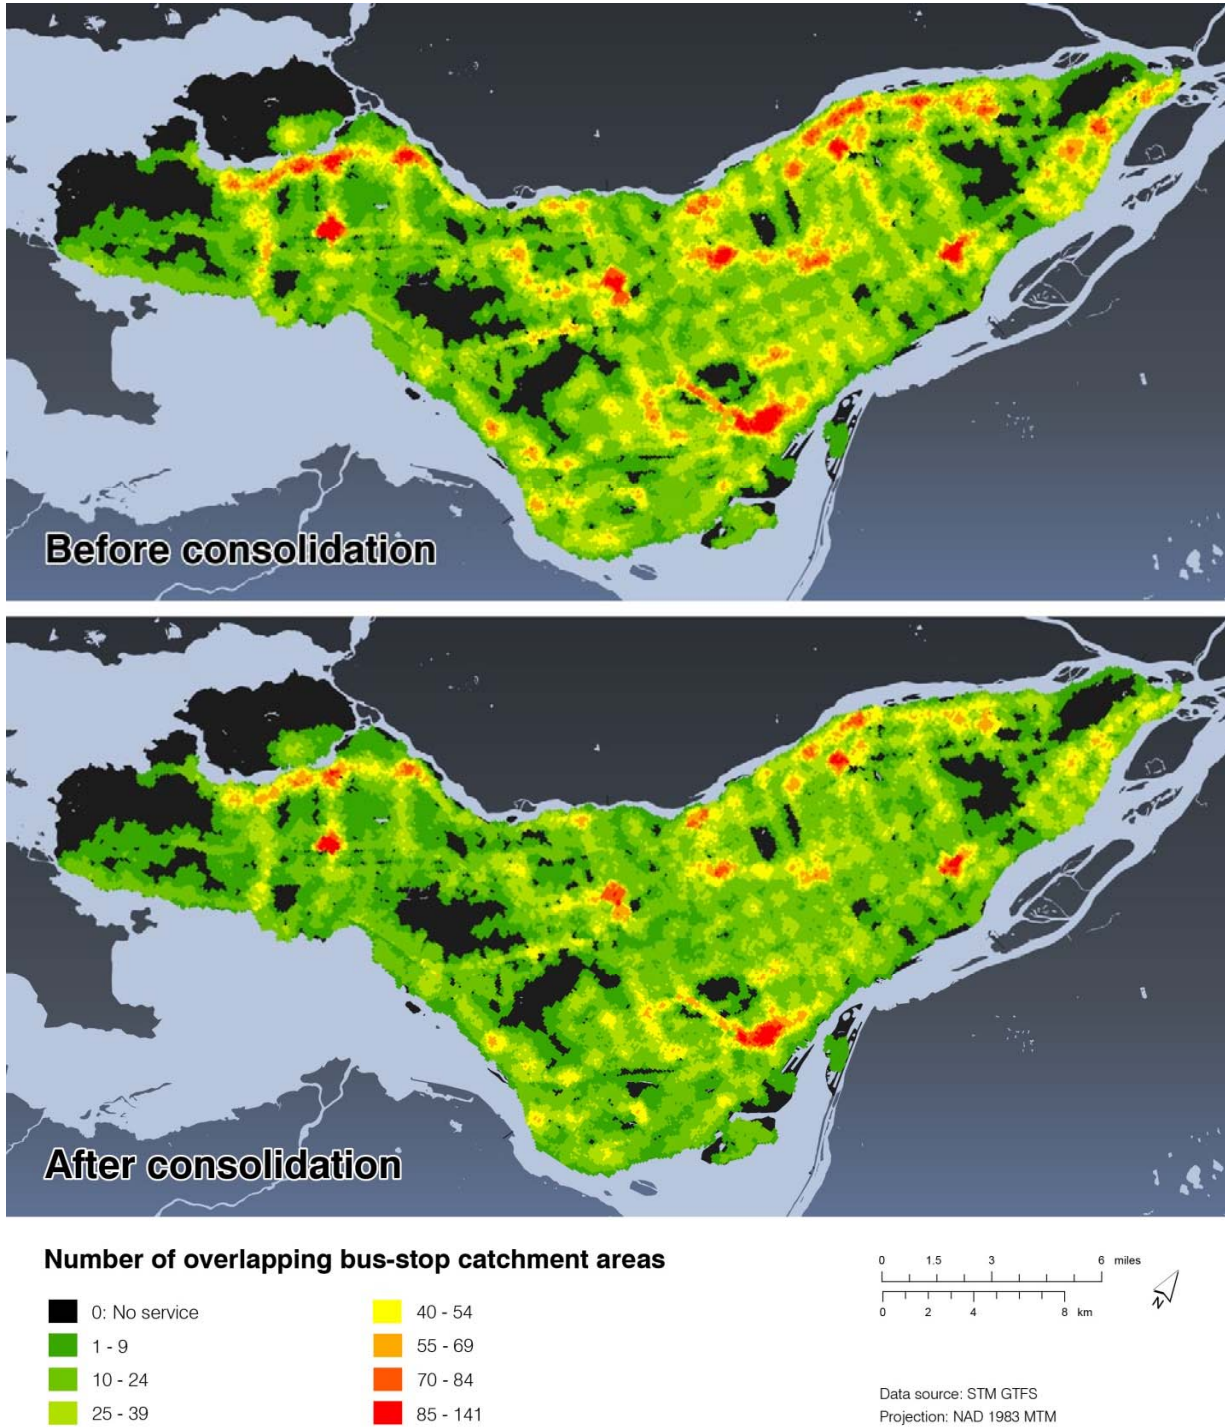 Before consolidation
After consolidation
Number of overlapping bus-stop catchment areas
0: No service
1 - 9
10 - 24
25 - 39
40 - 54
55 - 69
70 - 84
85 - 141
0 1.5 3 6 miles
0 2 4 8 km
N
Data source: STM GTFS
Projection: NAD 1983 MTM